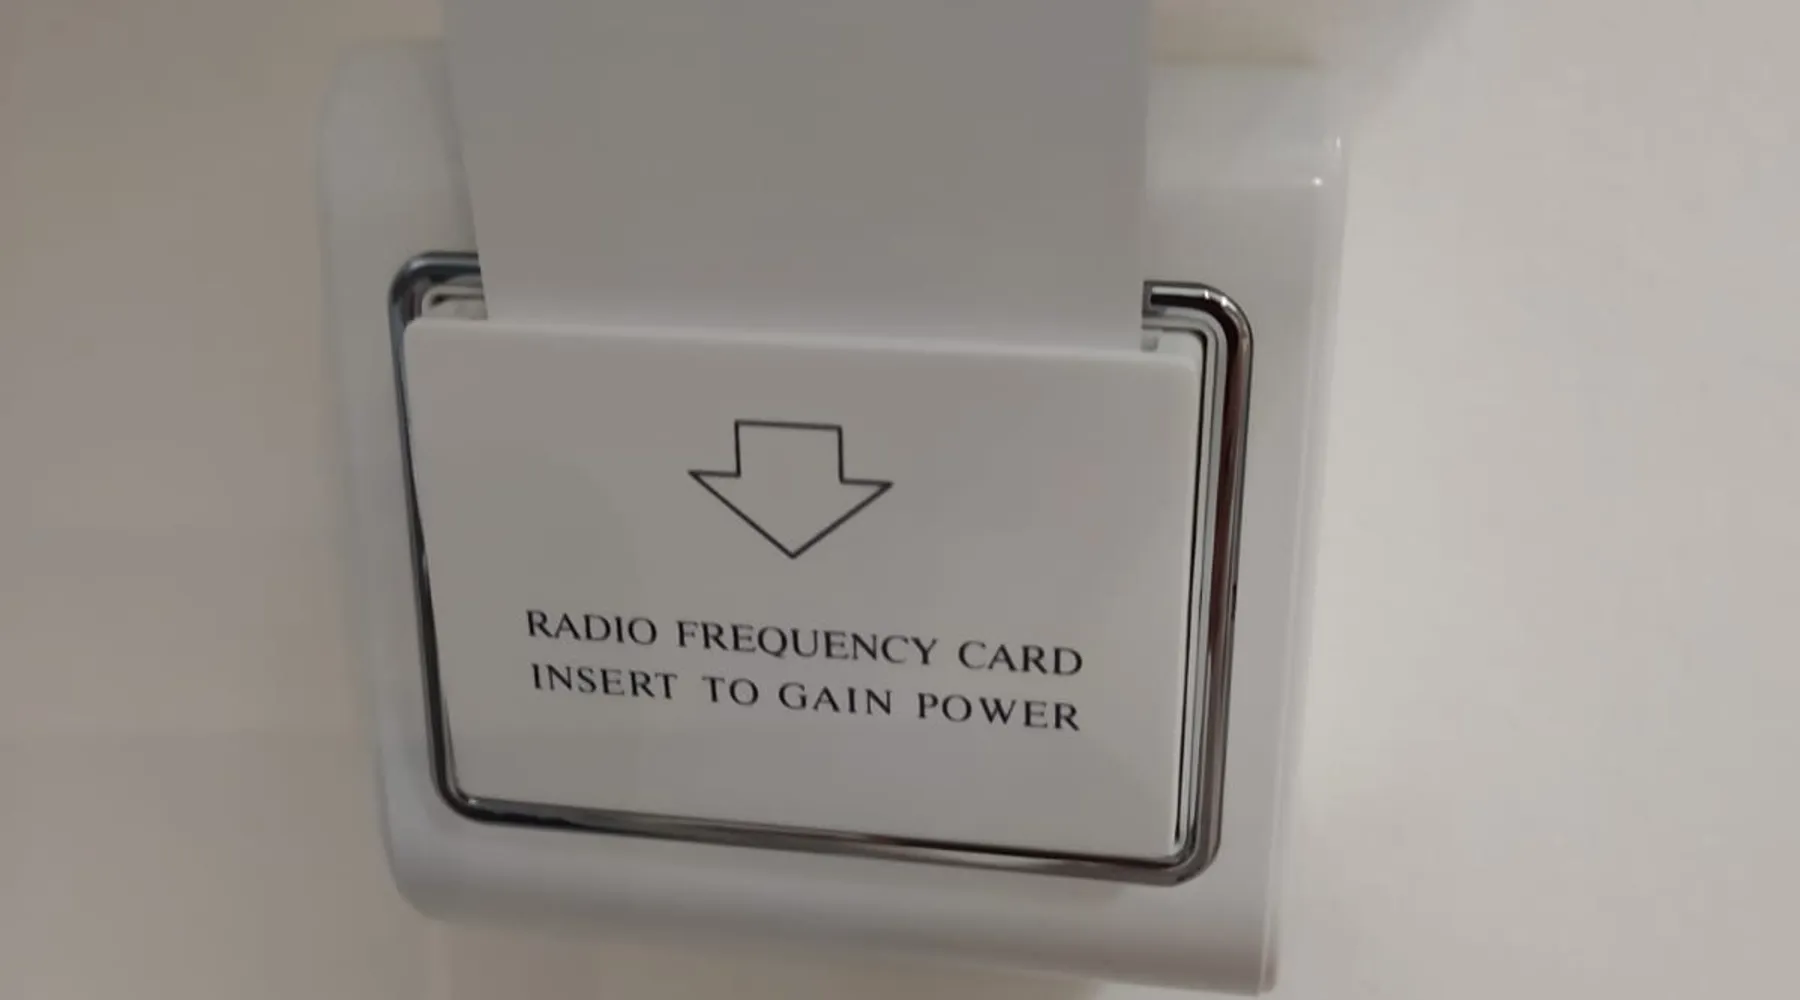 RADIO FREQUENCY CARD
INSERT TO GAIN POWER